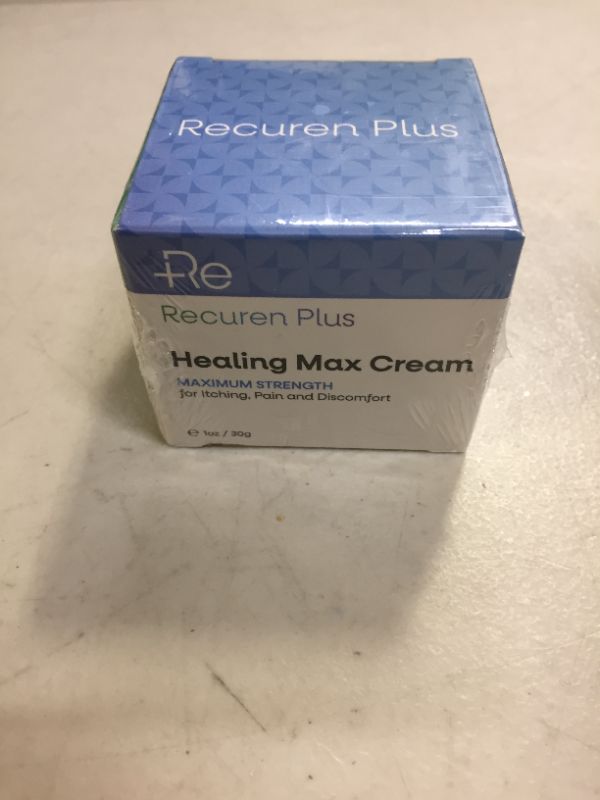 Recuren Plus
+Re
Recuren Plus
Healing Max Cream
MAXIMUM STRENGTH
for Itching, Pain and Discomfort
℮ 1oz / 30g